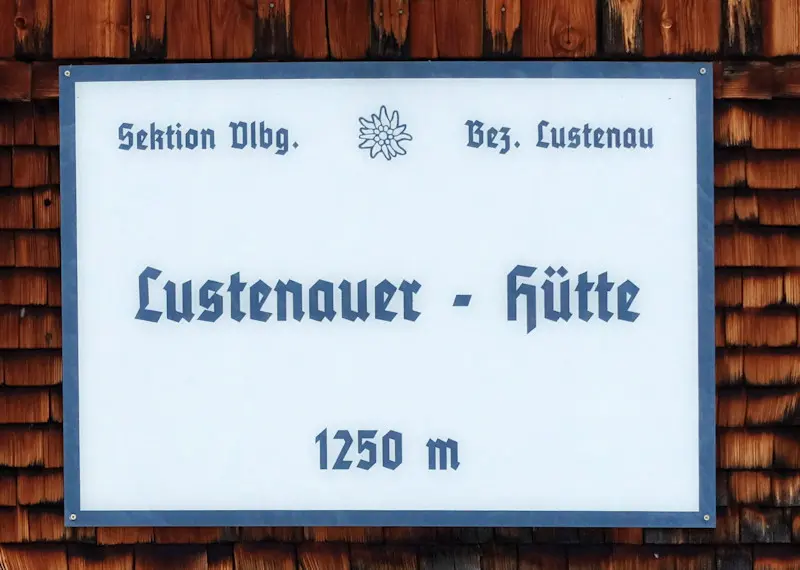 Sektion Vlbg. Bez. Lustenau
Lustenauer - Hütte
1250 m